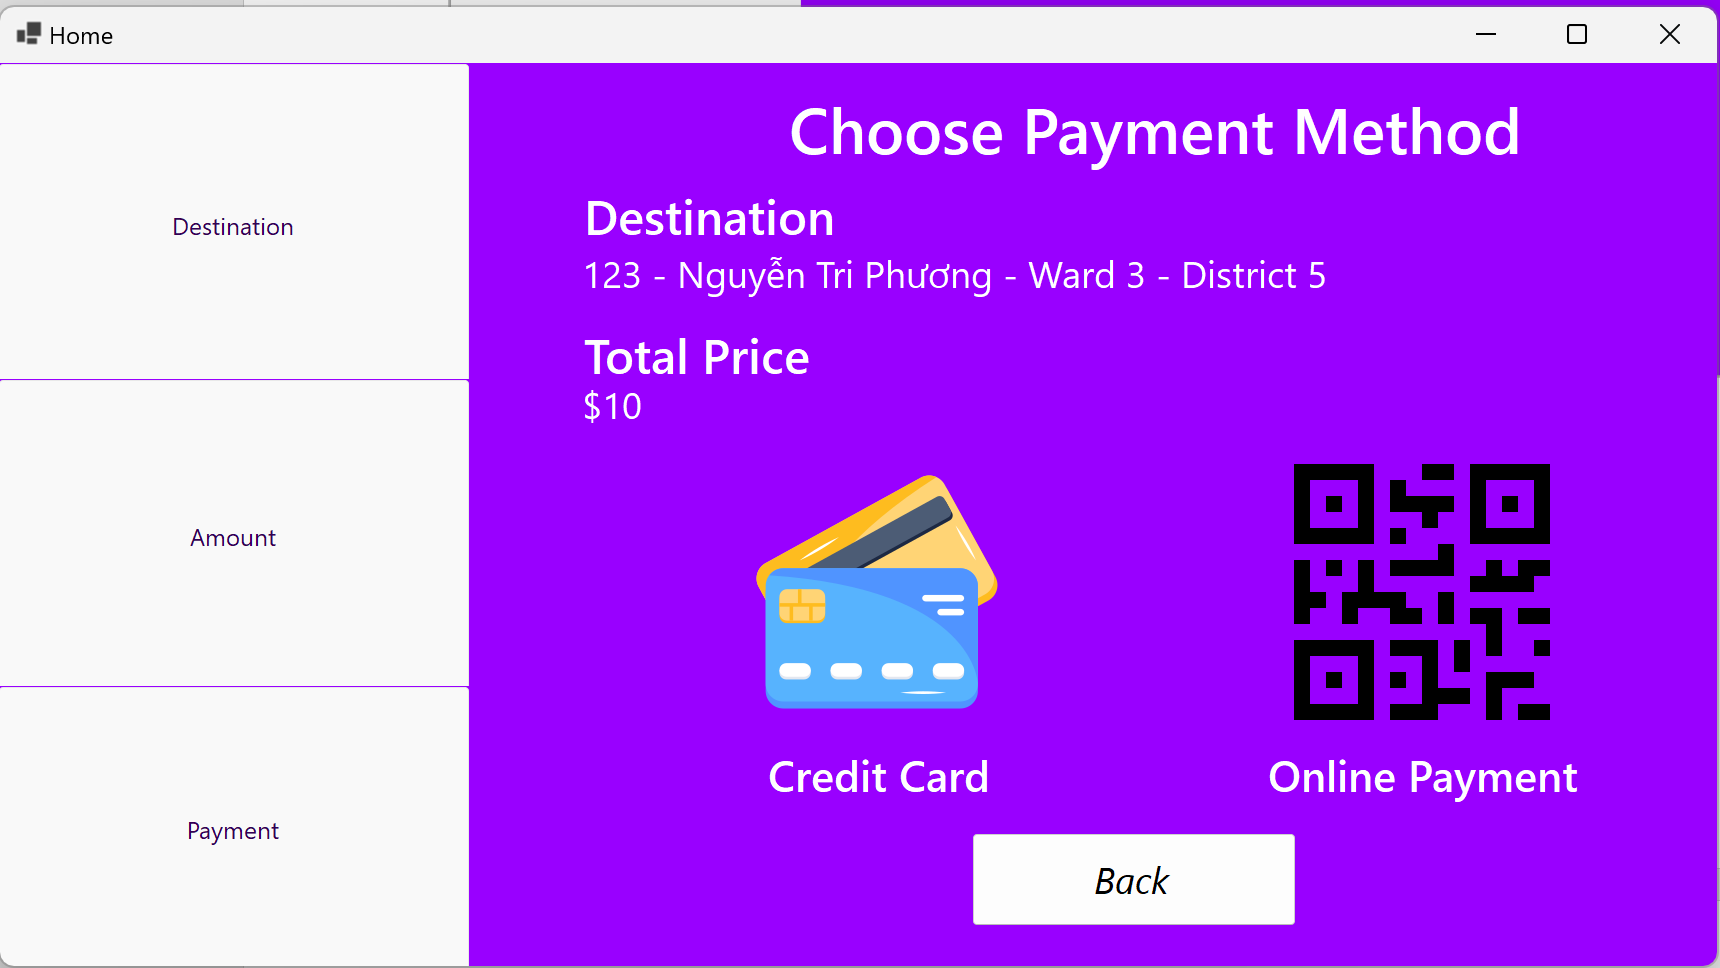 Home
Destination
Amount
Payment
Choose Payment Method
Destination
123 - Nguyễn Tri Phương - Ward 3 - District 5
Total Price
$10
Credit Card
Online Payment
Back